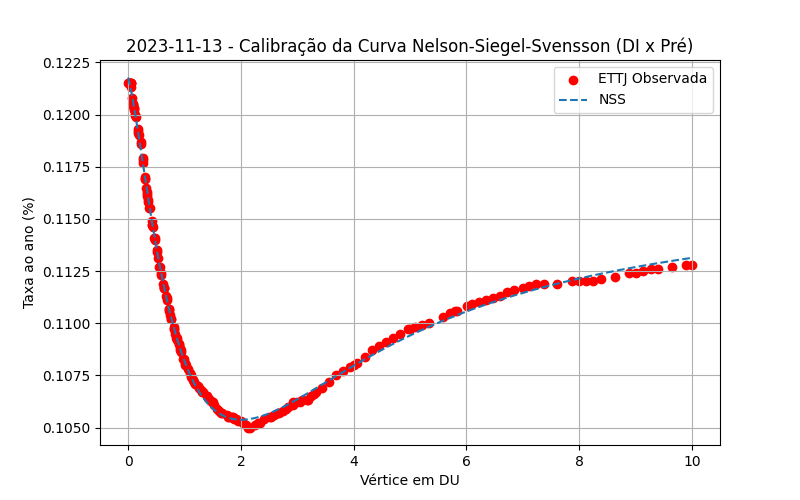 2023-11-13 - Calibração da Curva Nelson-Siegel-Svensson (DI x Pré)
ETTJ Observada
NSS
Taxa ao ano (%)
0.1225
0.1200
0.1175
0.1150
0.1125
0.1100
0.1075
0.1050
0 2 4 6 8 10
Vértice em DU